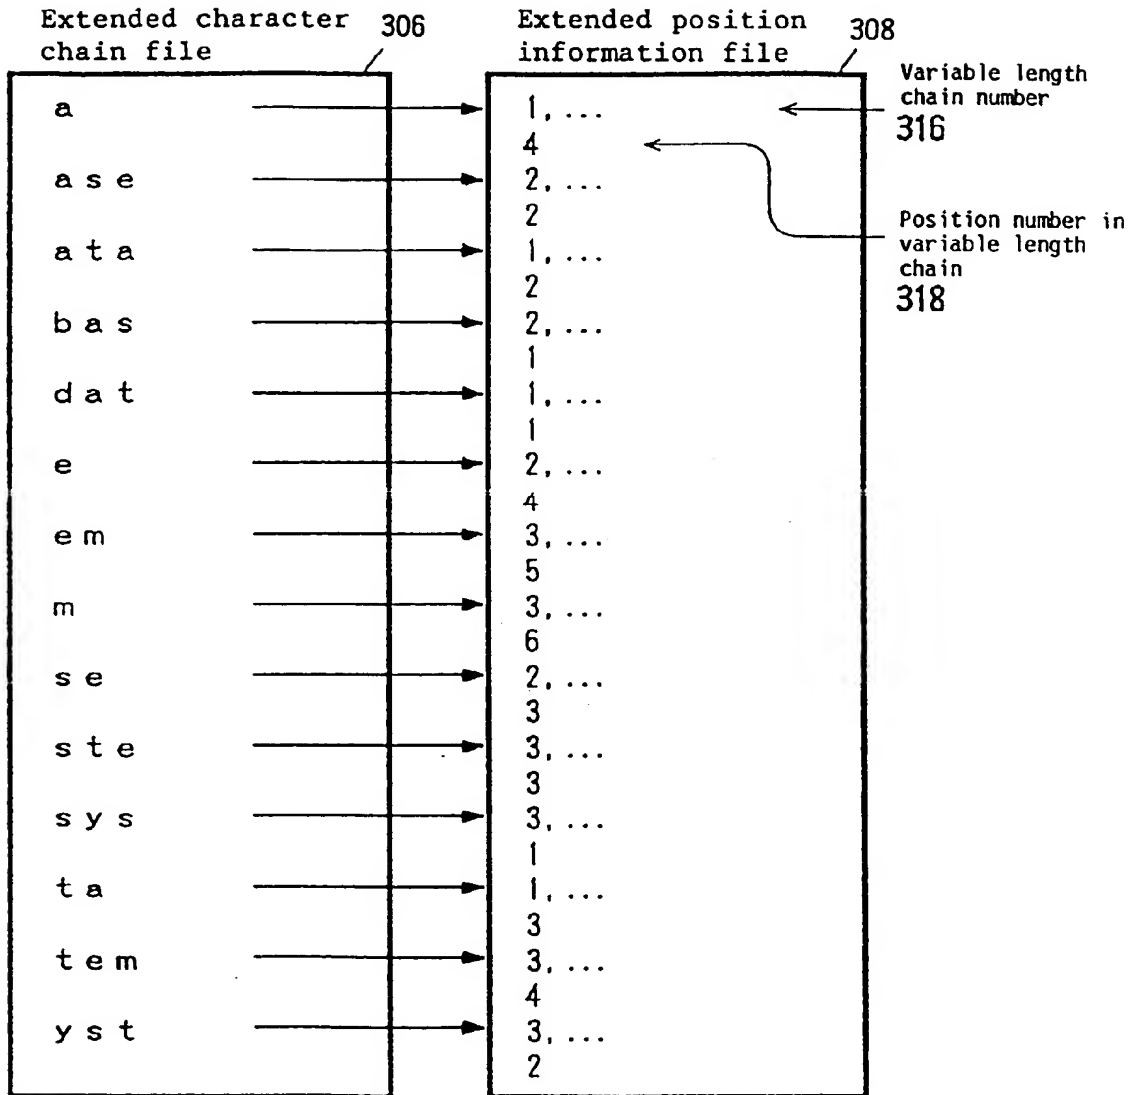 Extended character
chain file
306
Extended position
information file
308
Variable length
chain number
316
Position number in
variable length
chain
318
a
1, ...
4
ase
2, ...
2
ata
1, ...
2
bas
2, ...
1
dat
1, ...
1
e
2, ...
4
em
3, ...
5
m
3, ...
6
se
2, ...
3
ste
3, ...
3
sys
3, ...
1
ta
1, ...
3
tem
3, ...
4
yst
3, ...
2